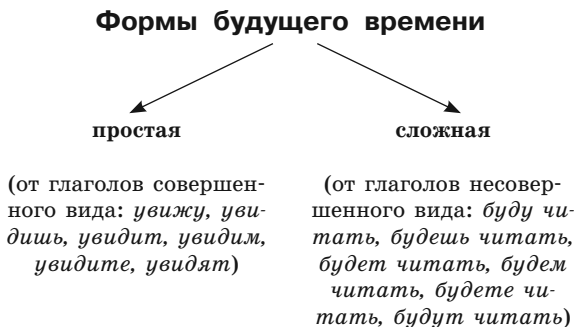 Формы будущего времени
простая
сложная
(от глаголов совершен-
ного вида: увижу, уви-
дишь, увидит, увидим,
увидите, увидят)
(от глаголов несовер-
шенного вида: буду чи-
тать, будешь читать,
будет читать, будем
читать, будете чи-
тать, будут читать)